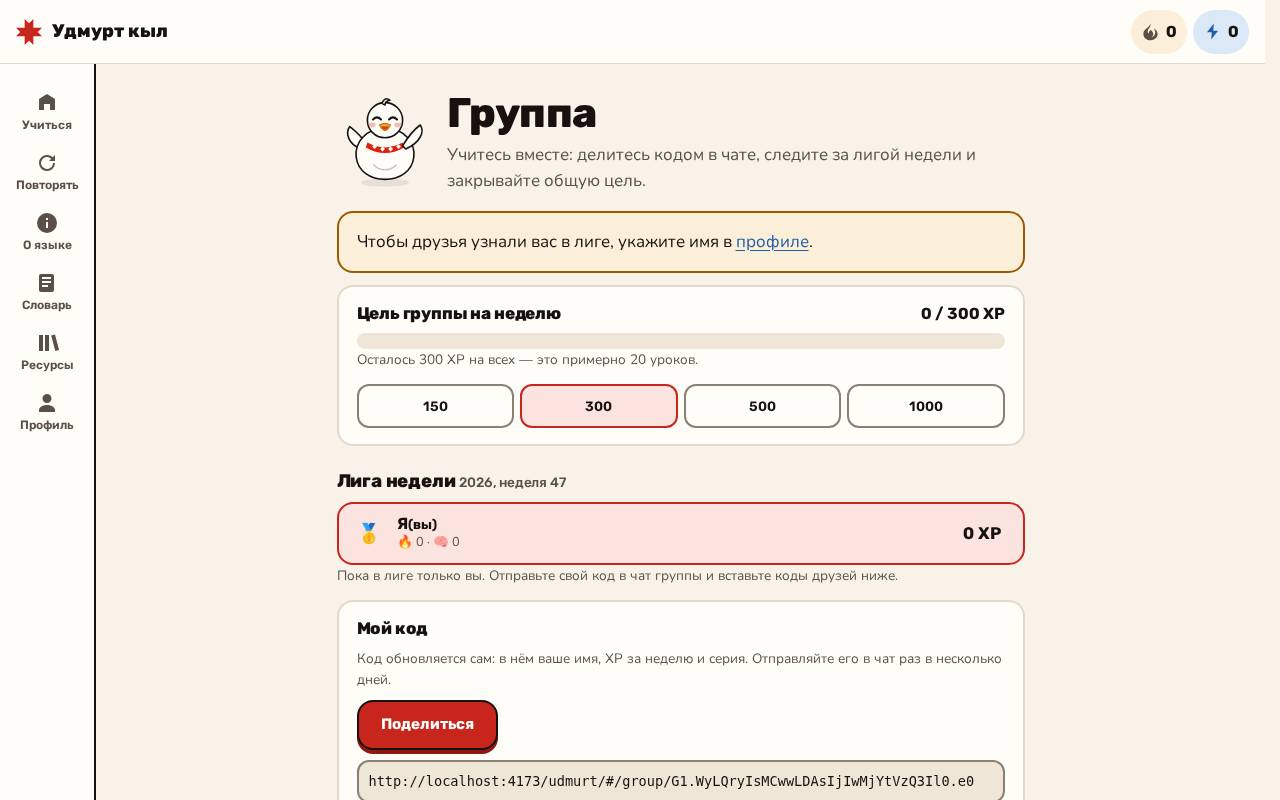 Удмурт кыл
0
0
Учиться
Повторять
О языке
Словарь
Ресурсы
Профиль
Группа
Учитесь вместе: делитесь кодом в чате, следите за лигой недели и
закрывайте общую цель.
Чтобы друзья узнали вас в лиге, укажите имя в профиле.
Цель группы на неделю
0 / 300 XP
Осталось 300 XP на всех — это примерно 20 уроков.
150
300
500
1000
Лига недели 2026, неделя 47
Я(вы)
🔥 0 · 🧠 0
0 XP
Пока в лиге только вы. Отправьте свой код в чат группы и вставьте коды друзей ниже.
Мой код
Код обновляется сам: в нём ваше имя, XP за неделю и серия. Отправляйте его в чат раз в несколько
дней.
Поделиться
http://localhost:4173/udmurt/#/group/G1.WyLQryIsMCwwLDAsIjIwMjYtVzQ3Il0.e0